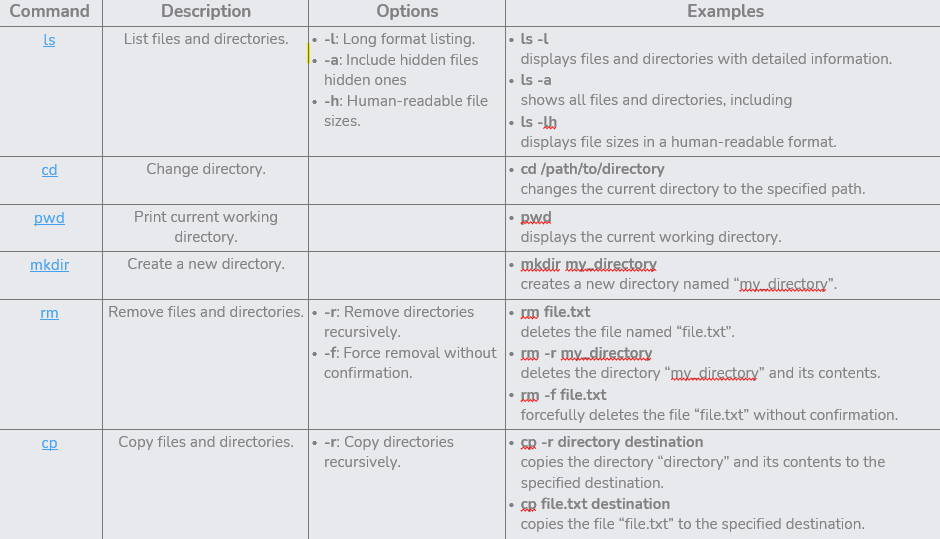 Command Description Options Examples
ls List files and directories.
-l: Long format listing.
-a: Include hidden files
hidden ones
-h: Human-readable file
sizes.
ls -l
displays files and directories with detailed information.
ls -a
shows all files and directories, including
ls -lh
displays file sizes in a human-readable format.
cd Change directory.
cd /path/to/directory
changes the current directory to the specified path.
pwd Print current working
directory.
pwd
displays the current working directory.
mkdir Create a new directory.
mkdir my_directory
creates a new directory named “my_directory”.
rm Remove files and directories.
-r: Remove directories
recursively.
-f: Force removal without
confirmation.
rm file.txt
deletes the file named “file.txt”.
rm -r my_directory
deletes the directory “my_directory” and its contents.
rm -f file.txt
forcefully deletes the file “file.txt” without confirmation.
cp Copy files and directories.
-r: Copy directories
recursively.
cp -r directory destination
copies the directory “directory” and its contents to the
specified destination.
cp file.txt destination
copies the file “file.txt” to the specified destination.